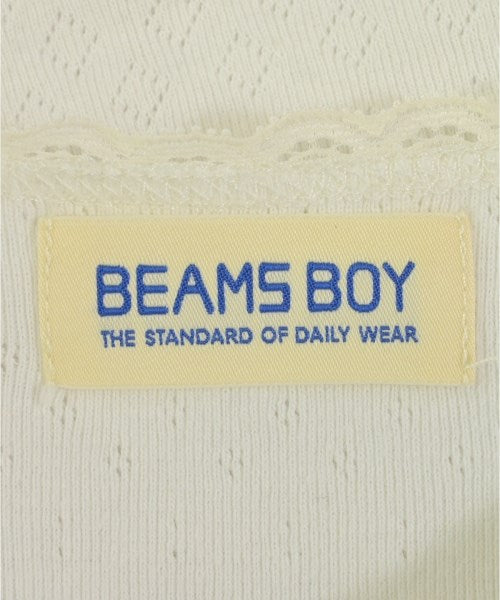 BEAMS BOY
THE STANDARD OF DAILY WEAR